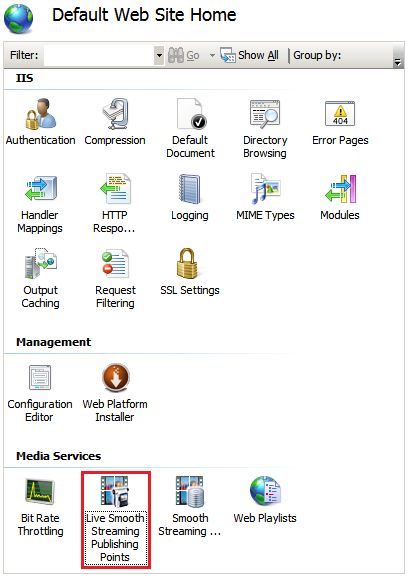 Default Web Site Home
Filter: Go Show All Group by:
IIS
Authentication Compression Default Document Directory Browsing Error Pages
404
Handler Mappings HTTP Respo... Logging MIME Types Modules
Output Caching Request Filtering SSL Settings
Management
Configuration Editor Web Platform Installer
Media Services
Bit Rate Throttling Live Smooth Streaming Publishing Points Smooth Streaming ... Web Playlists